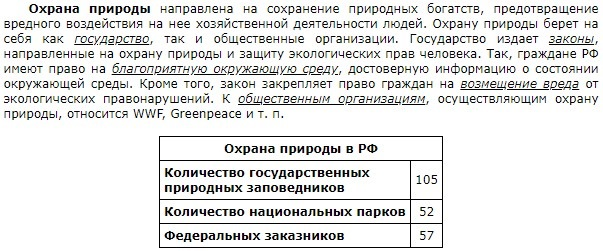 Охрана природы направлена на сохранение природных богатств, предотвращение
вредного воздействия на нее хозяйственной деятельности людей. Охрану природы берет на
себя как государство, так и общественные организации. Государство издает законы,
направленные на охрану природы и защиту экологических прав человека. Так, граждане РФ
имеют право на благоприятную окружающую среду, достоверную информацию о состоянии
окружающей среды. Кроме того, закон закрепляет право граждан на возмещение вреда от
экологических правонарушений. К общественным организациям, осуществляющим охрану
природы, относится WWF, Greenpeace и т. п.
Охрана природы в РФ
Количество государственных
природных заповедников 105
Количество национальных парков 52
Федеральных заказников 57